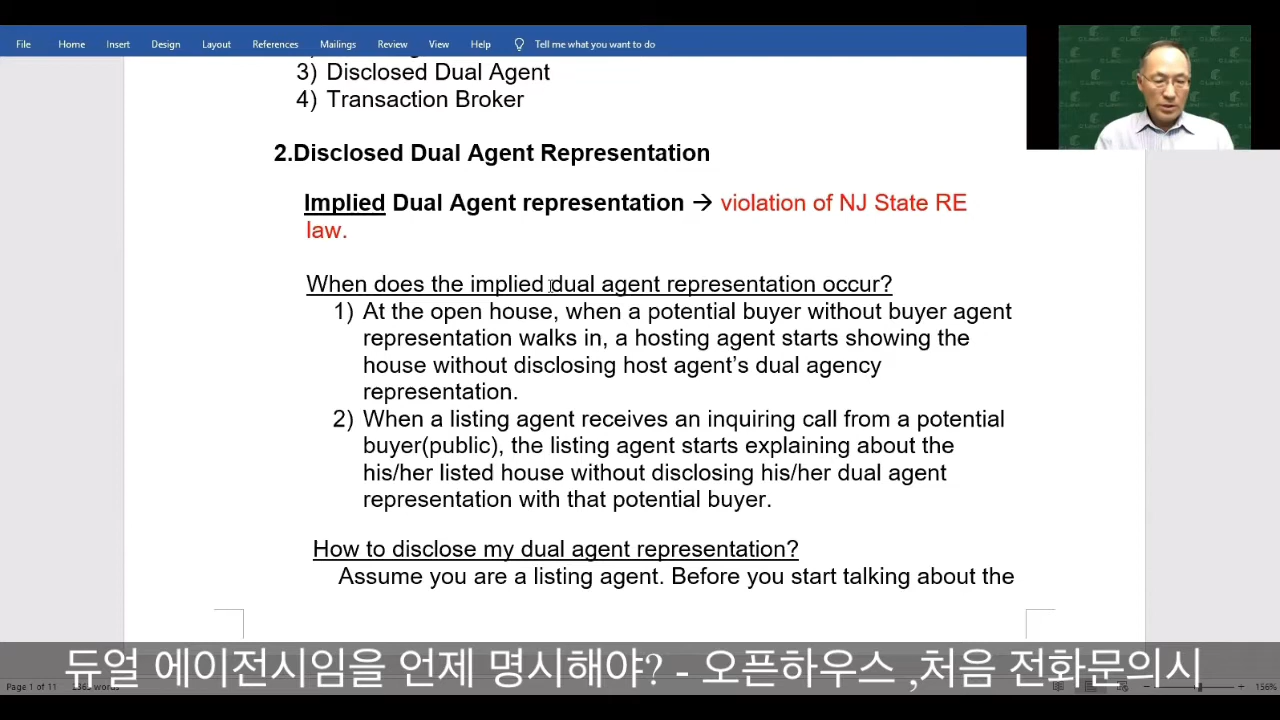 File Home Insert Design Layout References Mailings Review View Help Tell me what you want to do
3) Disclosed Dual Agent
4) Transaction Broker
2.Disclosed Dual Agent Representation
Implied Dual Agent representation → violation of NJ State RE
law.
When does the implied dual agent representation occur?
1) At the open house, when a potential buyer without buyer agent
representation walks in, a hosting agent starts showing the
house without disclosing host agent’s dual agency
representation.
2) When a listing agent receives an inquiring call from a potential
buyer(public), the listing agent starts explaining about the
his/her listed house without disclosing his/her dual agent
representation with that potential buyer.
How to disclose my dual agent representation?
Assume you are a listing agent. Before you start talking about the
듀얼 에이전시임을 언제 명시해야? - 오픈하우스 ,처음 전화문의시
Page 1 of 11 words 156%